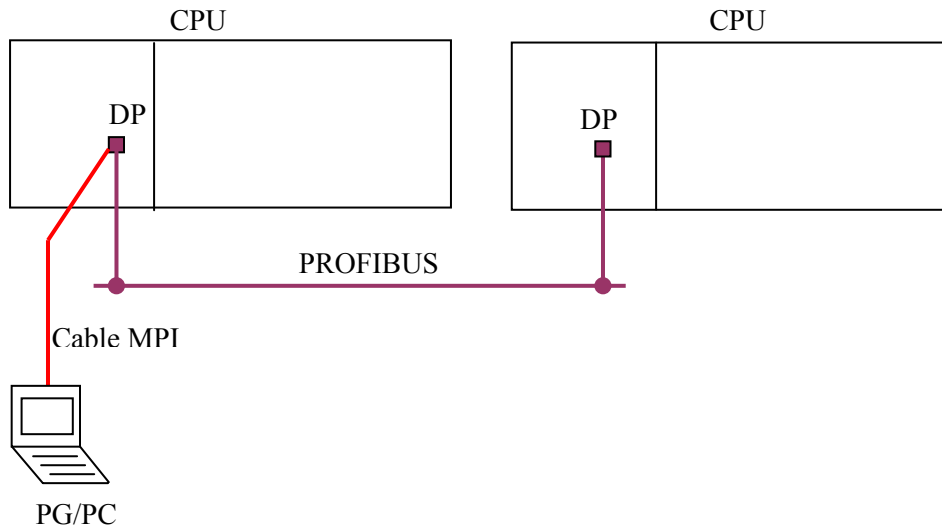 CPU
CPU
DP
DP
PROFIBUS
Cable MPI
PG/PC